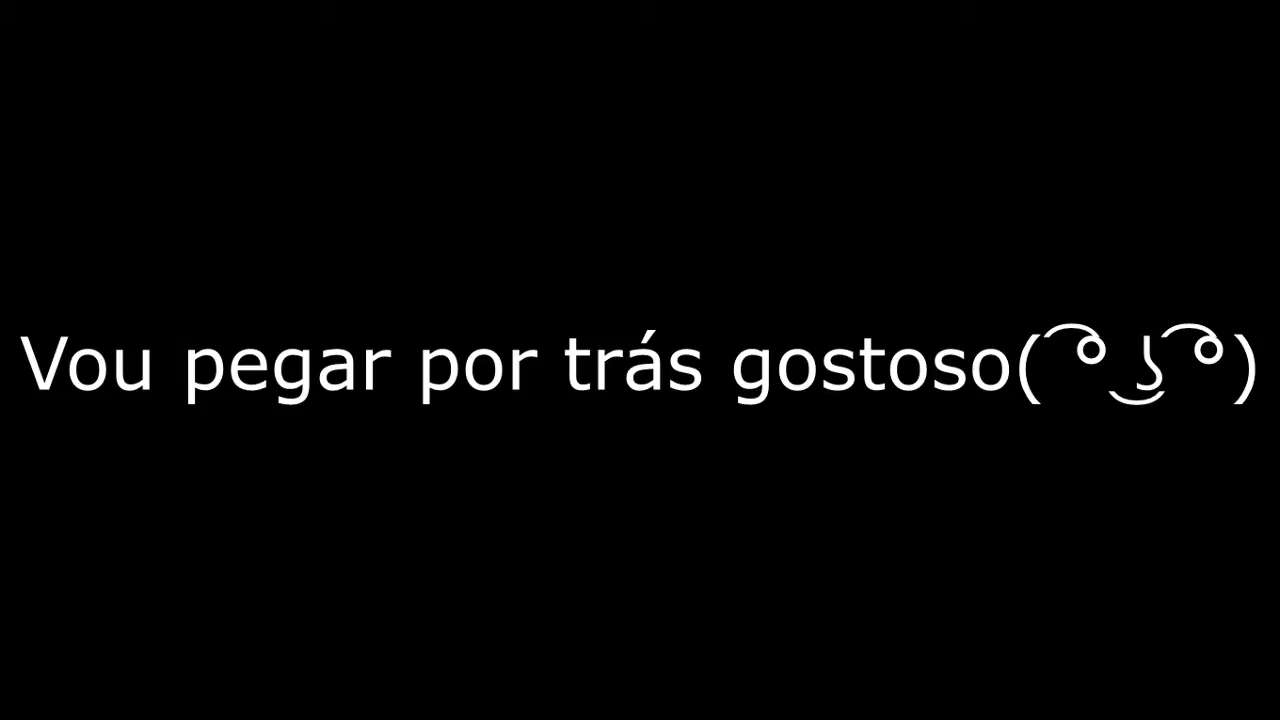 Vou pegar por trás gostoso( ͡° ͜ʖ ͡°)